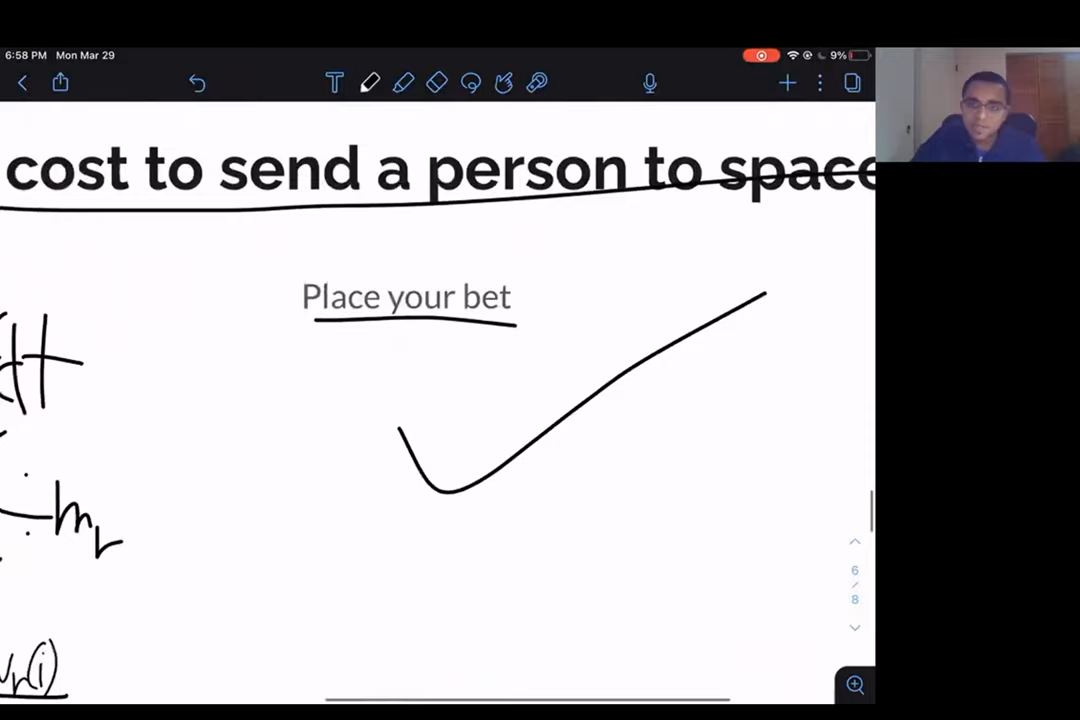 6:58 PM Mon Mar 29 9%
T
cost to send a person to space
Place your bet
6
8